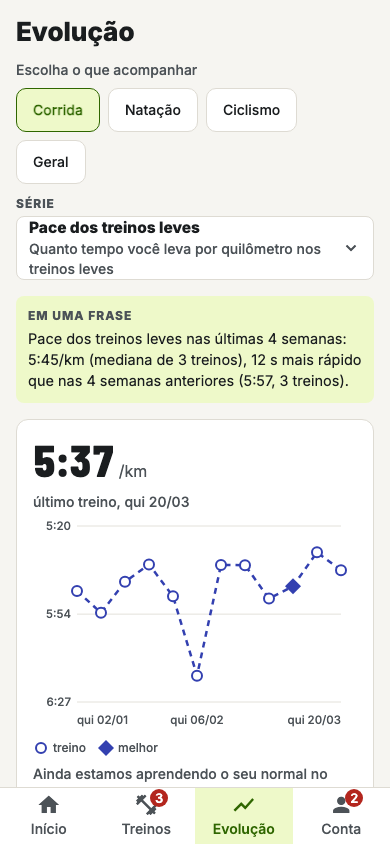 Evolução
Escolha o que acompanhar
Corrida
Natação
Ciclismo
Geral
SÉRIE
Pace dos treinos leves
Quanto tempo você leva por quilômetro nos
treinos leves
EM UMA FRASE
Pace dos treinos leves nas últimas 4 semanas:
5:45/km (mediana de 3 treinos), 12 s mais rápido
que nas 4 semanas anteriores (5:57, 3 treinos).
5:37 /km
último treino, qui 20/03
5:20
5:54
6:27
qui 02/01
qui 06/02
qui 20/03
treino
melhor
Ainda estamos aprendendo o seu normal no
3
2
Início
Treinos
Evolução
Conta